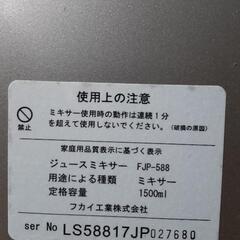 使用上の注意
ミキサー使用時の動作は連続1分
を超えて使用しないでください。(破損の原因)
禁止
家庭用品質表示に基づく表示
ジュースミキサー FJP-588
用途による種類 ミキサー
定格容量 1500ml
フカイ工業株式会社
ser No LS58817JP027680